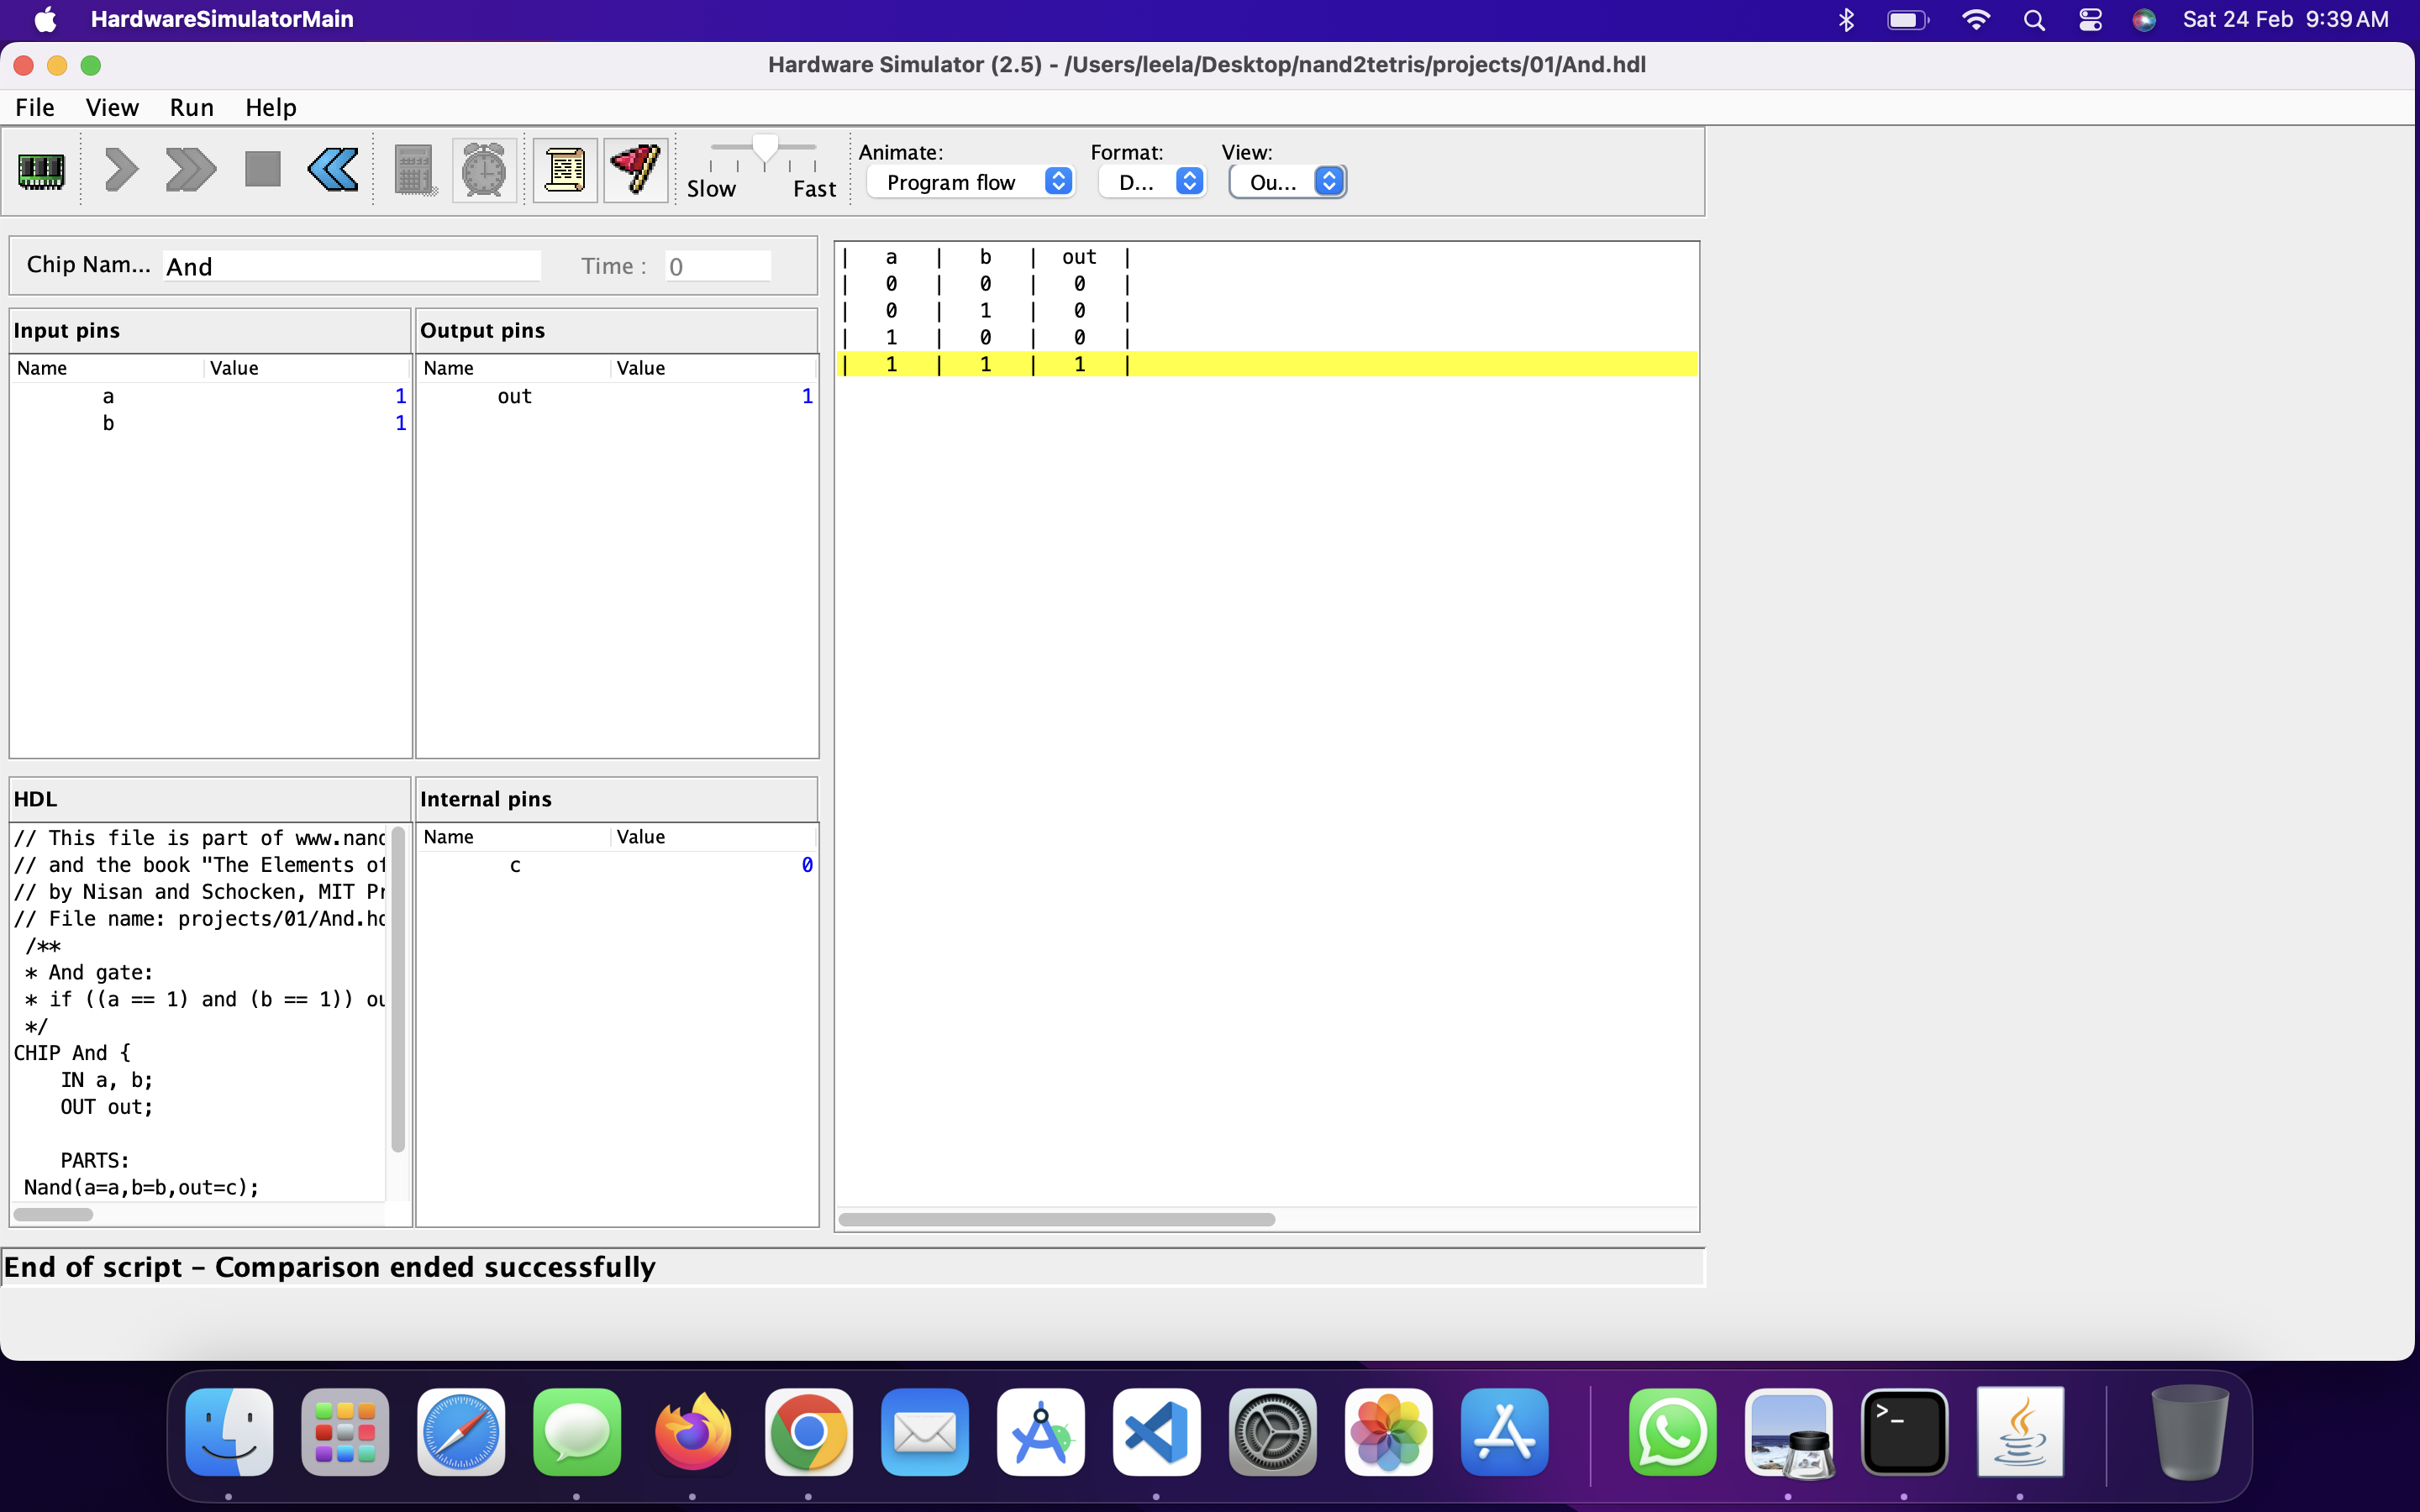 HardwareSimulatorMain
Sat 24 Feb 9:39 AM
Hardware Simulator (2.5) - /Users/leela/Desktop/nand2tetris/projects/01/And.hdl
File View Run Help
Slow Fast
Animate: Format: View:
Program flow D... Ou...
Chip Nam... And Time : 0
Input pins
Name Value
a 1
b 1
Output pins
Name Value
out 1
| a | b | out |
| 0 | 0 | 0 |
| 0 | 1 | 0 |
| 1 | 0 | 0 |
| 1 | 1 | 1 |
HDL
// This file is part of www.nand
// and the book "The Elements of
// by Nisan and Schocken, MIT Pr
// File name: projects/01/And.hd
/**
* And gate:
* if ((a == 1) and (b == 1)) ou
*/
CHIP And {
IN a, b;
OUT out;
PARTS:
Nand(a=a,b=b,out=c);
Internal pins
Name Value
c 0
End of script – Comparison ended successfully
>_